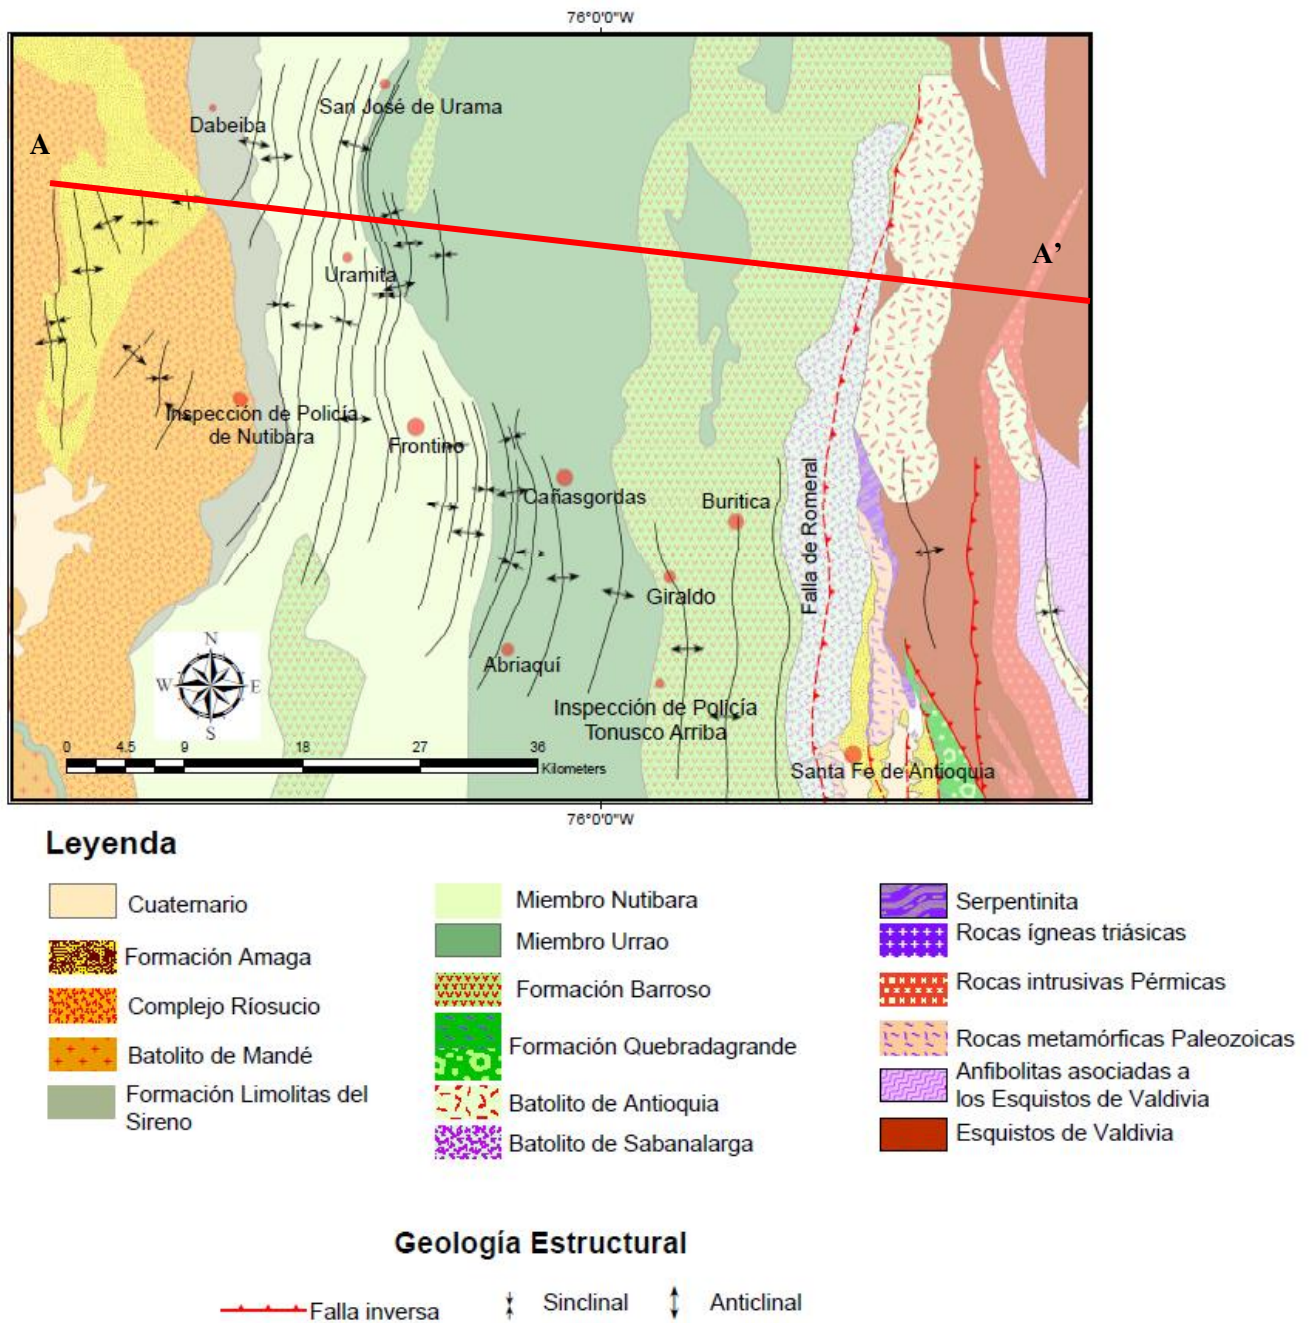 76°0'0"W
A
San José de Urama
Dabeiba
A’
Uramita
Inspección de Policía
de Nutibara
Frontino
Cañasgordas
Buritica
Falla de Romeral
Giraldo
Abriaquí
N
W
E
S
Inspección de Policía
Tonusco Arriba
0 4.5 9 18 27 36
Kilometers
Santa Fe de Antioquia
76°0'0"W
Leyenda
Cuaternario
Formación Amaga
Complejo Ríosucio
Batolito de Mandé
Formación Limolitas del
Sireno
Miembro Nutibara
Miembro Urrao
Formación Barroso
Formación Quebradagrande
Batolito de Antioquia
Batolito de Sabanalarga
Serpentinita
Rocas ígneas triásicas
Rocas intrusivas Pérmicas
Rocas metamórficas Paleozoicas
Anfibolitas asociadas a
los Esquistos de Valdivia
Esquistos de Valdivia
Geología Estructural
Falla inversa
Sinclinal
Anticlinal